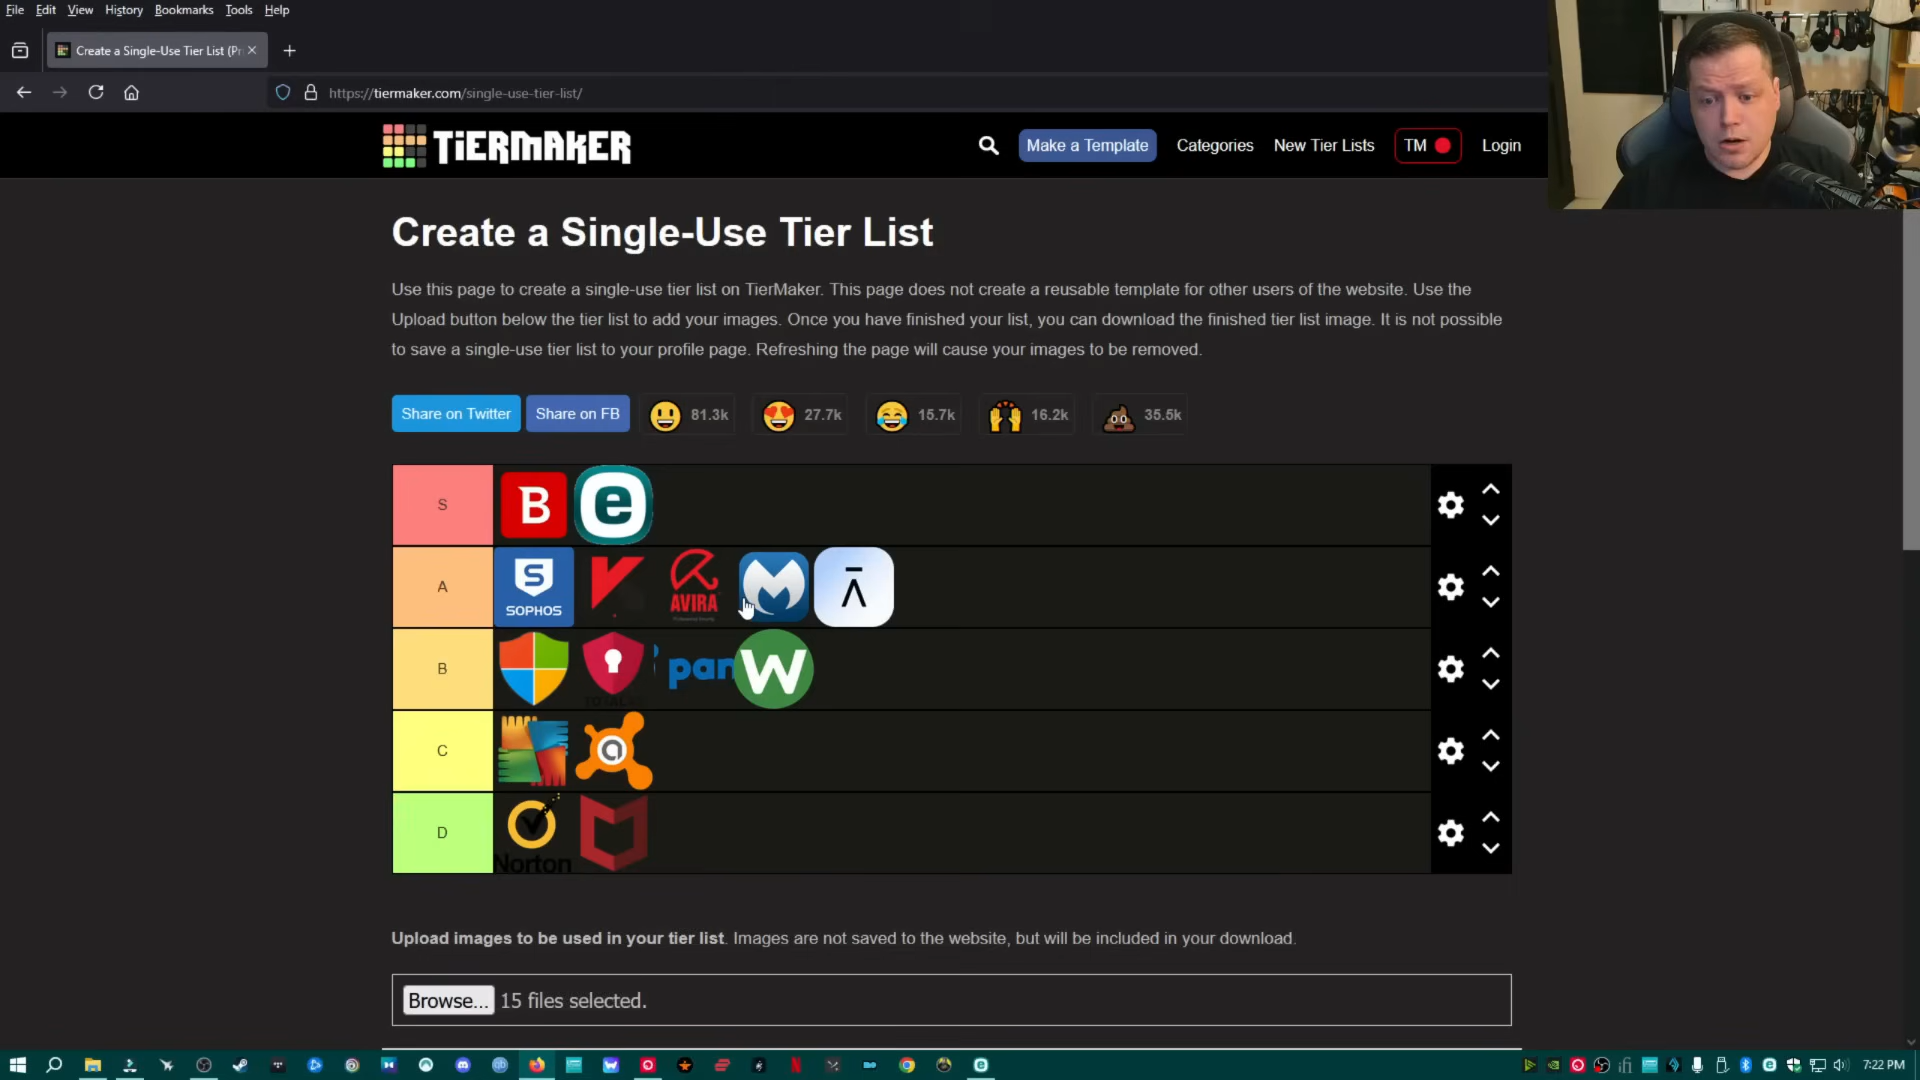 File Edit View History Bookmarks Tools Help
Create a Single-Use Tier List (Pr
https://tiermaker.com/single-use-tier-list/
TiERMAKER
Make a Template Categories New Tier Lists TM Login
Create a Single-Use Tier List
Use this page to create a single-use tier list on TierMaker. This page does not create a reusable template for other users of the website. Use the
Upload button below the tier list to add your images. Once you have finished your list, you can download the finished tier list image. It is not possible
to save a single-use tier list to your profile page. Refreshing the page will cause your images to be removed.
Share on Twitter Share on FB 81.3k 27.7k 15.7k 16.2k 35.5k
S B e
A S SOPHOS AVIRA
B pan W
C a
D Norton
Upload images to be used in your tier list. Images are not saved to the website, but will be included in your download.
Browse... 15 files selected.
7:22 PM